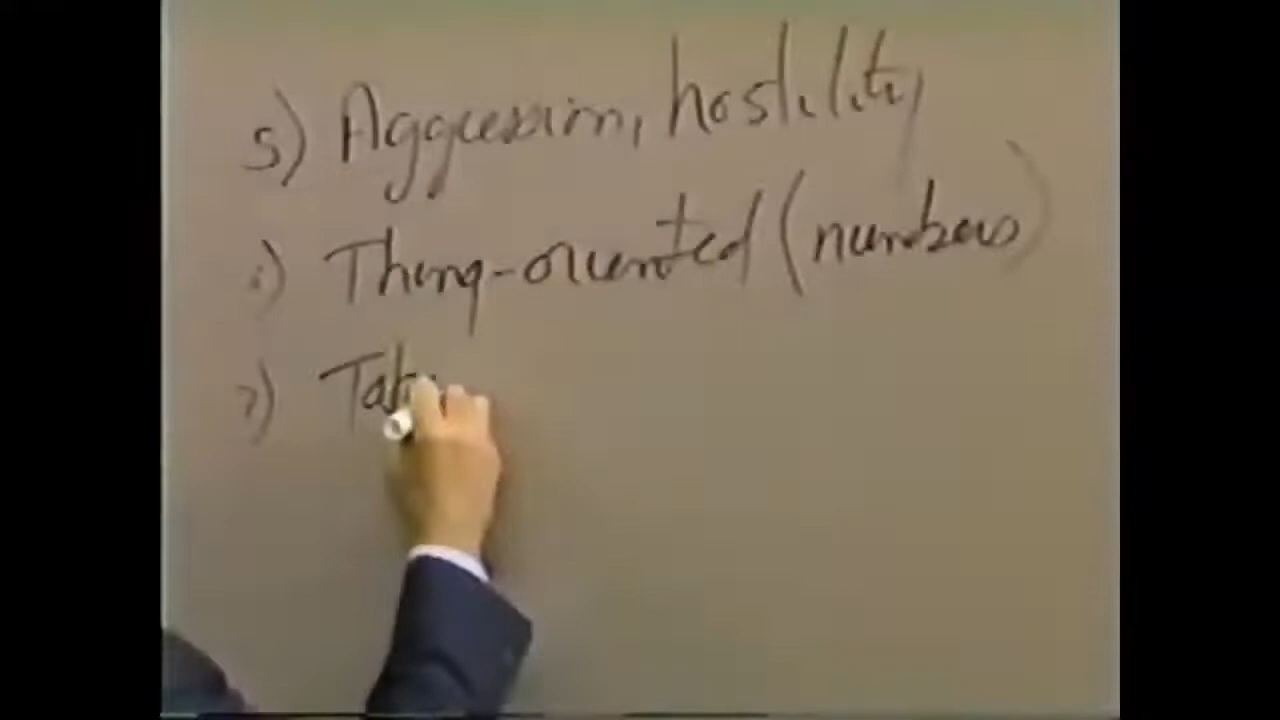 5) Aggression, hostility
6) Thing-oriented (numbers)
7) Tak